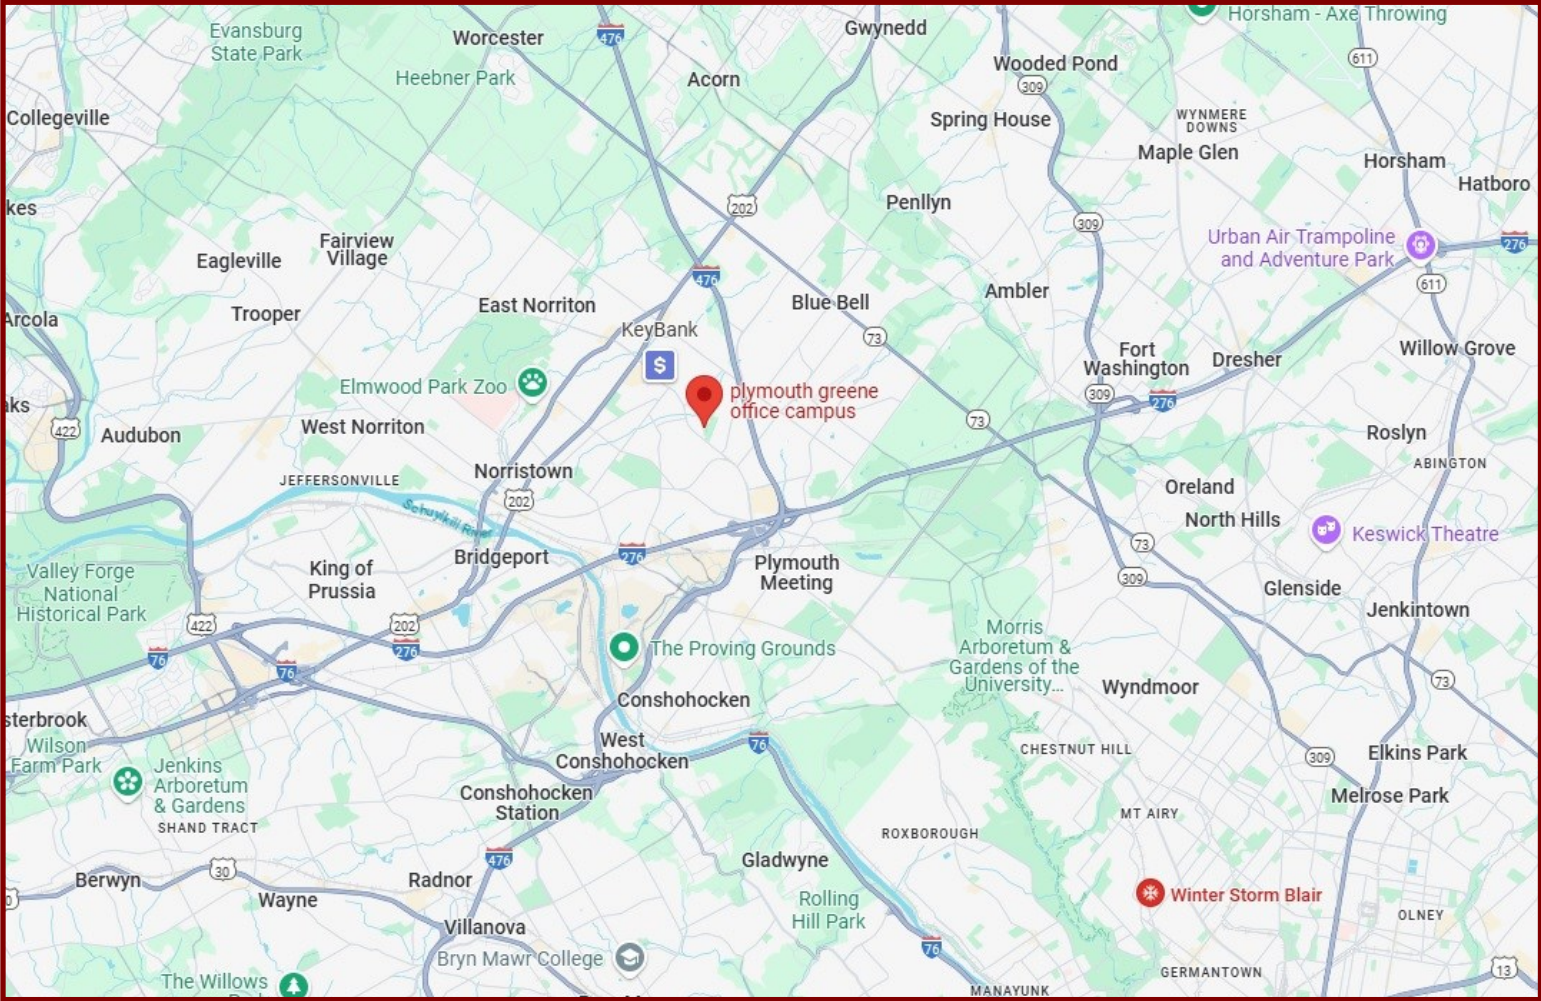 Horsham - Axe Throwing
Evansburg
State Park
Worcester
476
Gwynedd
Heebner Park
Acorn
Wooded Pond
309
611
Collegeville
Spring House
WYNMERE
DOWNS
Maple Glen
Horsham
Hatboro
kes
202
Penllyn
309
Fairview
Village
Eagleville
Urban Air Trampoline
and Adventure Park
276
476
611
Arcola
Trooper
East Norriton
Blue Bell
Ambler
KeyBank
$
73
Fort
Washington
Dresher
Willow Grove
Elmwood Park Zoo
plymouth greene
office campus
309
276
aks
422
Audubon
West Norriton
73
Roslyn
ABINGTON
JEFFERSONVILLE
Norristown
202
Oreland
Schuylkill River
North Hills
Keswick Theatre
Bridgeport
276
73
Plymouth
Meeting
King of
Prussia
Valley Forge
National
Historical Park
309
Glenside
Jenkintown
422
202
276
76
76
The Proving Grounds
Morris
Arboretum &
Gardens of the
University...
Wyndmoor
73
Conshohocken
sterbrook
Wilson
Farm Park
West
Conshohocken
76
CHESTNUT HILL
309
Elkins Park
Jenkins
Arboretum
& Gardens
Conshohocken
Station
Melrose Park
MT AIRY
SHAND TRACT
ROXBOROUGH
476
Gladwyne
30
Berwyn
Radnor
Wayne
0
Rolling
Hill Park
Winter Storm Blair
OLNEY
Villanova
76
Bryn Mawr College
GERMANTOWN
13
The Willows
MANAYUNK